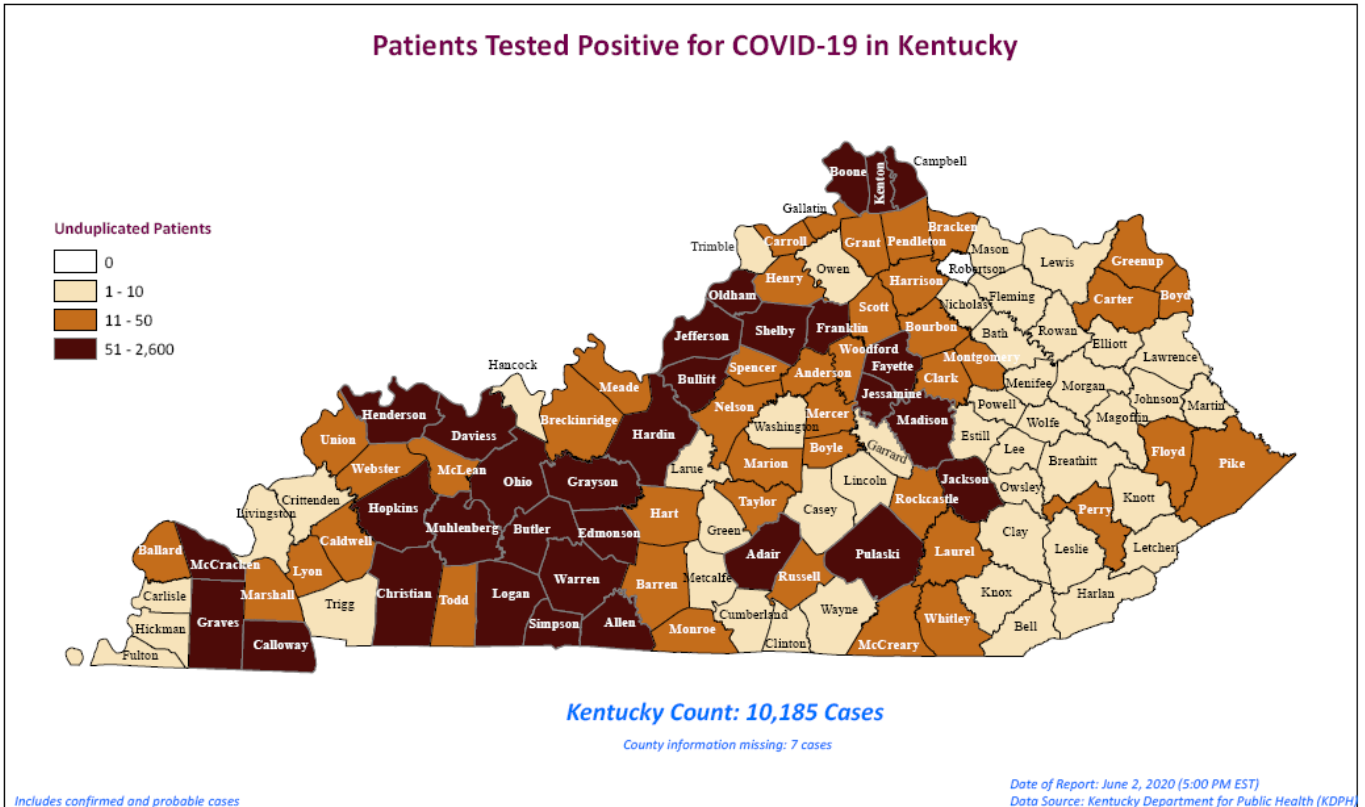 Patients Tested Positive for COVID-19 in Kentucky
Campbell
Boone
Kenton
Gallatin
Bracken
Trimble
Carroll
Grant
Pendleton
Mason
Unduplicated Patients
0
1 - 10
11 - 50
51 - 2,600
Owen
Robertson
Lewis
Greenup
Henry
Harrison
Oldham
Nicholas
Fleming
Carter
Boyd
Scott
Jefferson
Shelby
Franklin
Bourbon
Bath
Rowan
Elliott
Woodford
Fayette
Montgomery
Lawrence
Hancock
Spencer
Anderson
Clark
Bullitt
Meade
Jessamine
Menifee
Morgan
Johnson
Martin
Henderson
Breckinridge
Nelson
Mercer
Madison
Powell
Magoffin
Union
Daviess
Hardin
Washington
Wolfe
Webster
McLean
Boyle
Garrard
Estill
Lee
Breathitt
Floyd
Pike
Larue
Marion
Ohio
Grayson
Lincoln
Jackson
Owsley
Crittenden
Hopkins
Rockcastle
Knott
Livingston
Hart
Taylor
Casey
Perry
Muhlenberg
Butler
Edmonson
Green
Clay
Caldwell
Ballard
McCracken
Adair
Pulaski
Laurel
Leslie
Letcher
Lyon
Warren
Barren
Metcalfe
Russell
Carlisle
Marshall
Trigg
Christian
Todd
Logan
Knox
Harlan
Graves
Simpson
Allen
Cumberland
Wayne
Whitley
Hickman
Monroe
Bell
Calloway
Clinton
McCreary
Fulton
Kentucky Count: 10,185 Cases
County information missing: 7 cases
Date of Report: June 2, 2020 (5:00 PM EST)
Includes confirmed and probable cases
Data Source: Kentucky Department for Public Health (KDPH